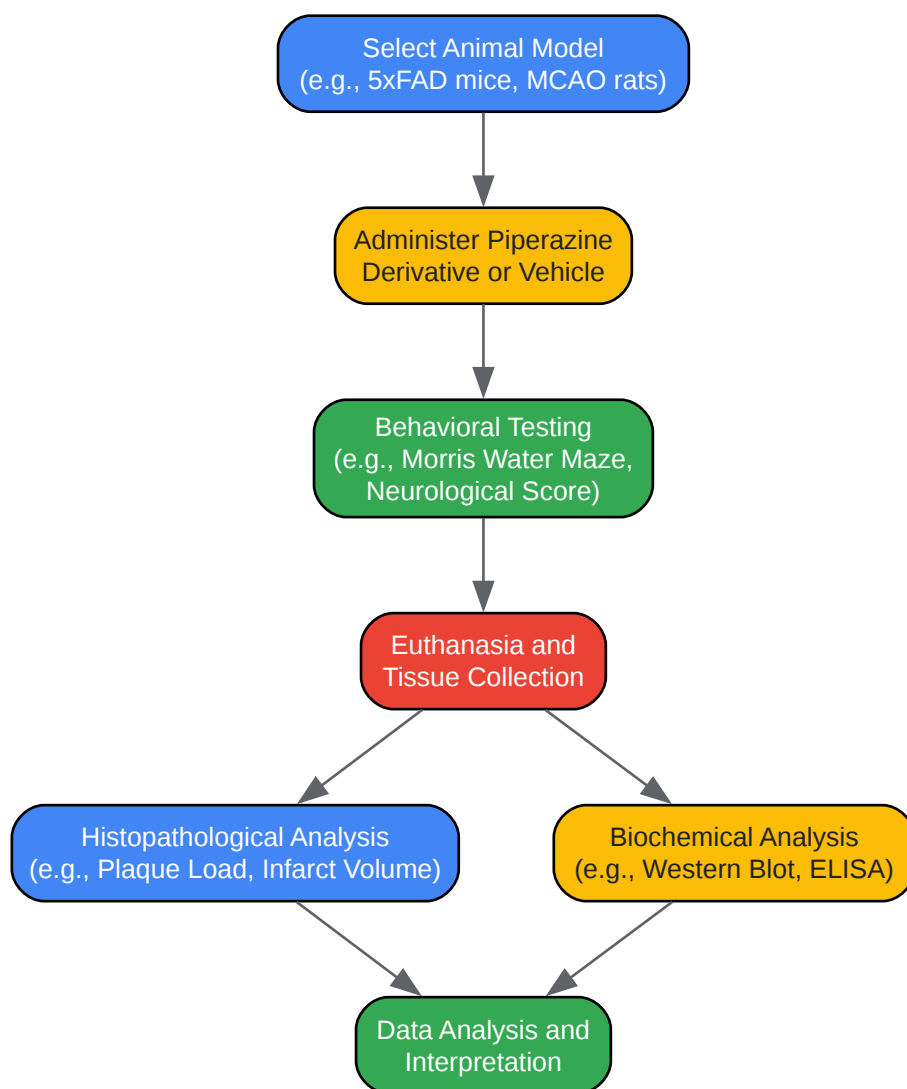 Select Animal Model
(e.g., 5xFAD mice, MCAO rats)
Administer Piperazine
Derivative or Vehicle
Behavioral Testing
(e.g., Morris Water Maze,
Neurological Score)
Euthanasia and
Tissue Collection
Histopathological Analysis
(e.g., Plaque Load, Infarct Volume)
Biochemical Analysis
(e.g., Western Blot, ELISA)
Data Analysis and
Interpretation